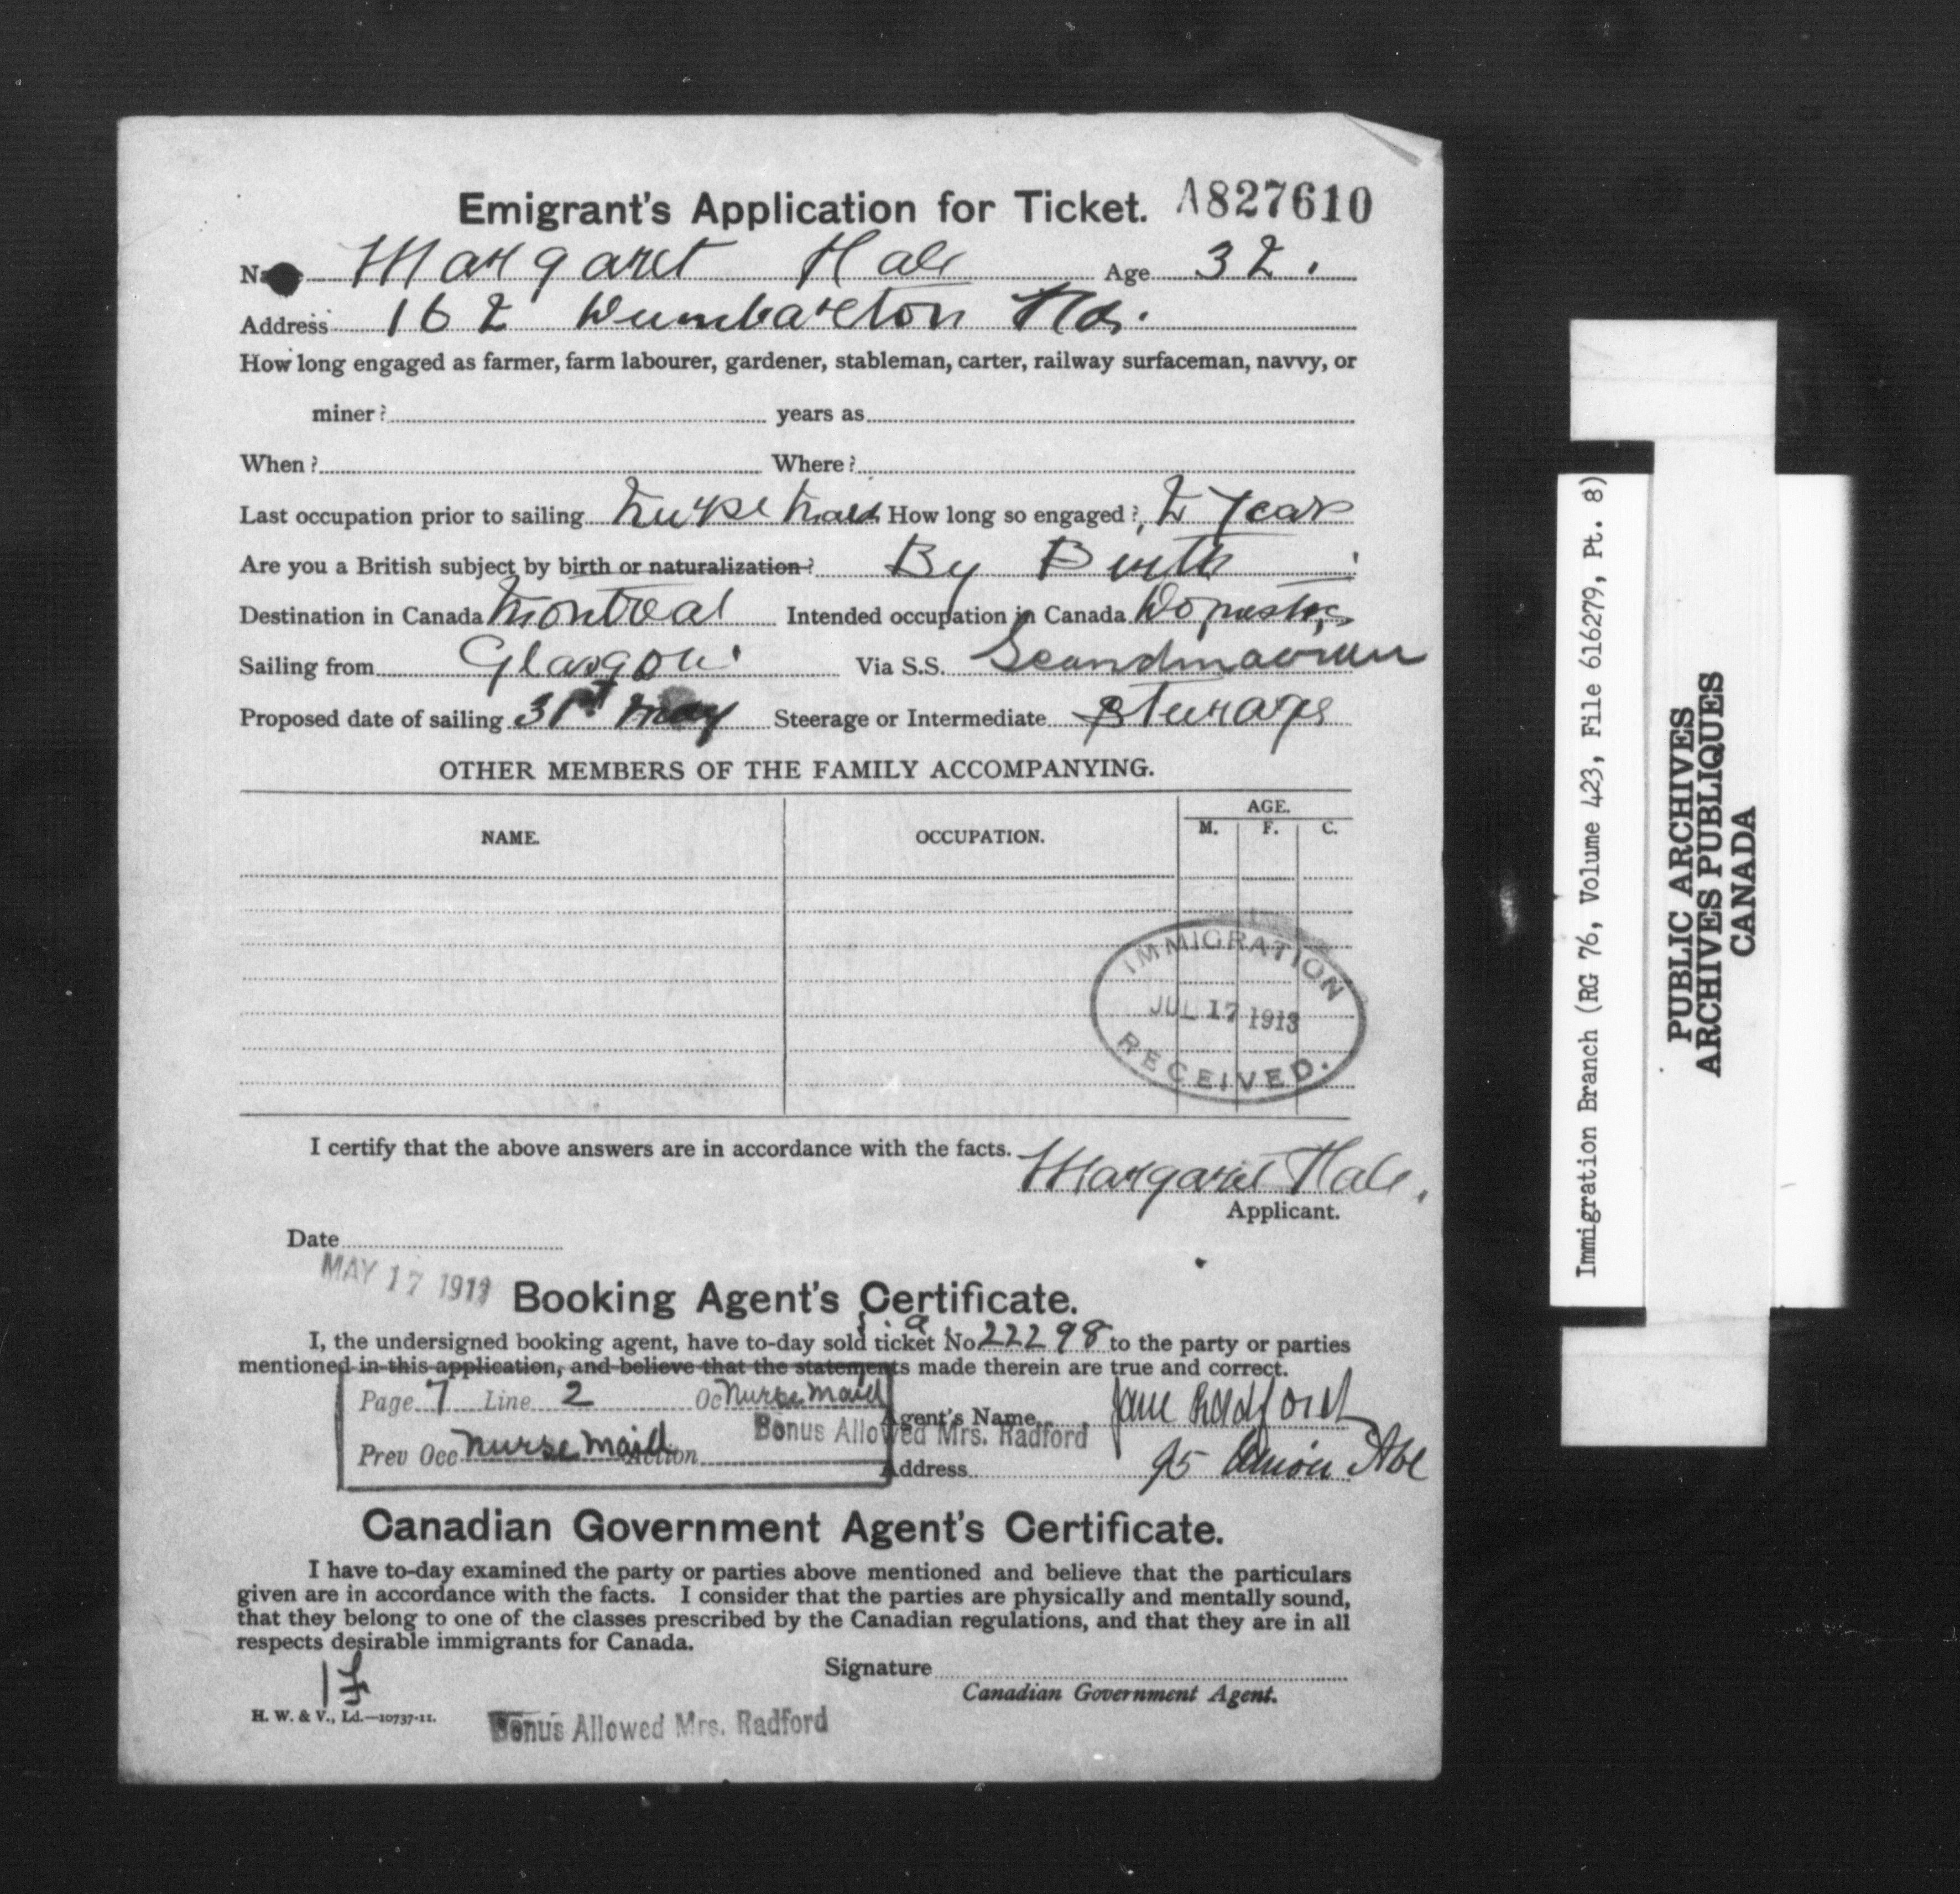 Emigrant's Application for Ticket. A827610
Margaret Hale Age 32.
Address 162 Dumbarton Rd.
How long engaged as farmer, farm labourer, gardener, stableman, carter, railway surfaceman, navvy, or
miner? years as
When? Where?
Last occupation prior to sailing Nurse Maid How long so engaged? 2 Years
Are you a British subject by birth or naturalization? By Birth
Destination in Canada Montreal Intended occupation in Canada Domestic
Sailing from Glasgow Via S.S. Scandinavian
Proposed date of sailing 31st May Steerage or Intermediate Sturage
OTHER MEMBERS OF THE FAMILY ACCOMPANYING.
NAME. OCCUPATION. AGE.
M. F. C.
IMMIGRATION
JUL 17 1913
RECEIVED.
I certify that the above answers are in accordance with the facts.
Margaret Hale.
Applicant.
Date
MAY 17 1913
Booking Agent's Certificate.
I, the undersigned booking agent, have to-day sold ticket No 22298 to the party or parties
mentioned in this application, and believe that the statements made therein are true and correct.
Page 7 Line 2 Oc Nurse Maid
Agent's Name Jane Radford
Bonus Allowed Mrs. Radford
Prev Occ Nurse Maid Action
Address 95 Union St
Canadian Government Agent's Certificate.
I have to-day examined the party or parties above mentioned and believe that the particulars
given are in accordance with the facts. I consider that the parties are physically and mentally sound,
that they belong to one of the classes prescribed by the Canadian regulations, and that they are in all
respects desirable immigrants for Canada.
Signature
Canadian Government Agent.
H. W. & V., Ld.—10737-11.
Bonus Allowed Mrs. Radford
Immigration Branch (RG 76, Volume 423, File 616279, Pt. 8)
PUBLIC ARCHIVES
ARCHIVES PUBLIQUES
CANADA